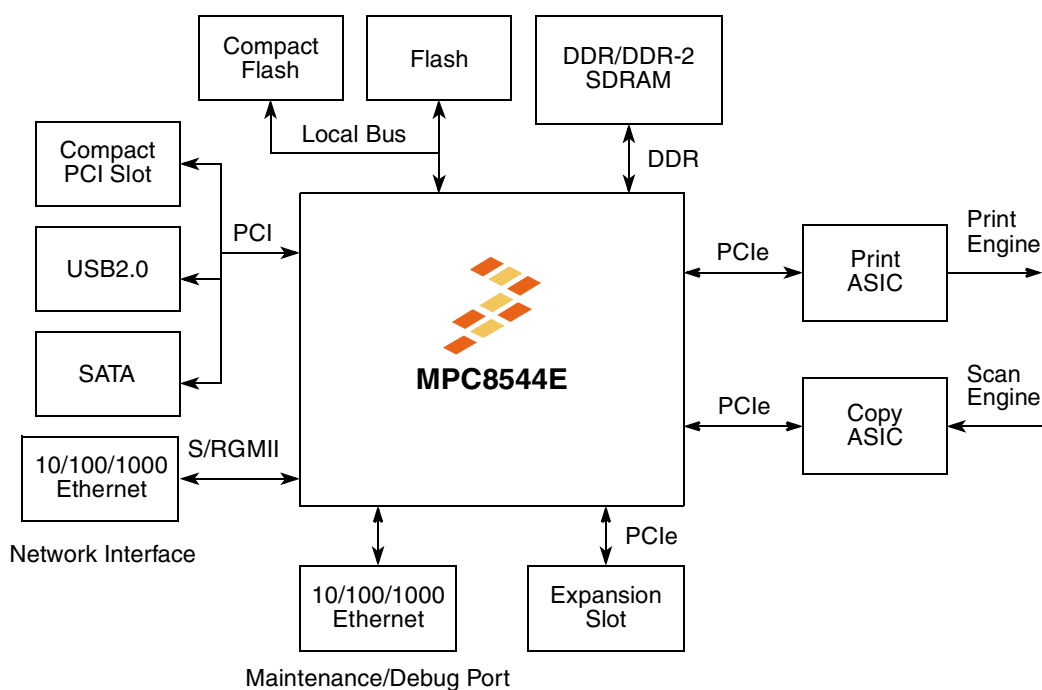 Compact
Flash
Flash
DDR/DDR-2
SDRAM
Local Bus
DDR
Compact
PCI Slot
PCI
USB2.0
SATA
S/RGMII
10/100/1000
Ethernet
Network Interface
MPC8544E
PCIe
Print
ASIC
Print
Engine
PCIe
Copy
ASIC
Scan
Engine
10/100/1000
Ethernet
Maintenance/Debug Port
PCIe
Expansion
Slot